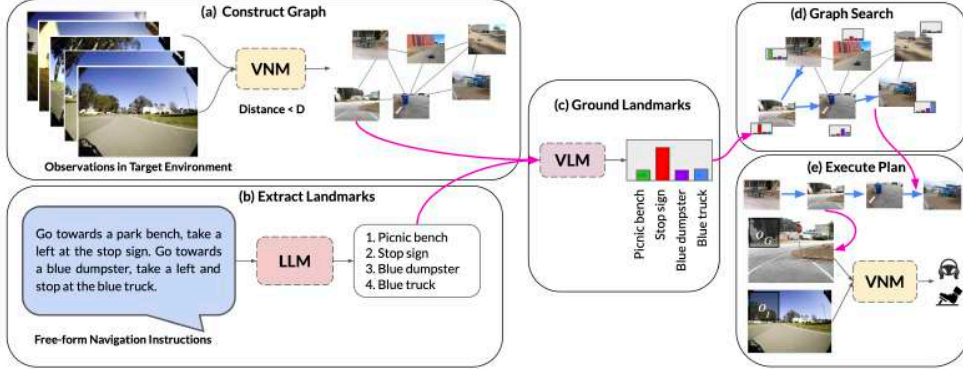 (a) Construct Graph
VNM
Distance < D
Observations in Target Environment
(b) Extract Landmarks
Go towards a park bench, take a
left at the stop sign. Go towards
a blue dumpster, take a left and
stop at the blue truck.
LLM
1. Picnic bench
2. Stop sign
3. Blue dumpster
4. Blue truck
Free-form Navigation Instructions
(c) Ground Landmarks
VLM
Picnic bench
Stop sign
Blue dumpster
Blue truck
(d) Graph Search
(e) Execute Plan
VNM